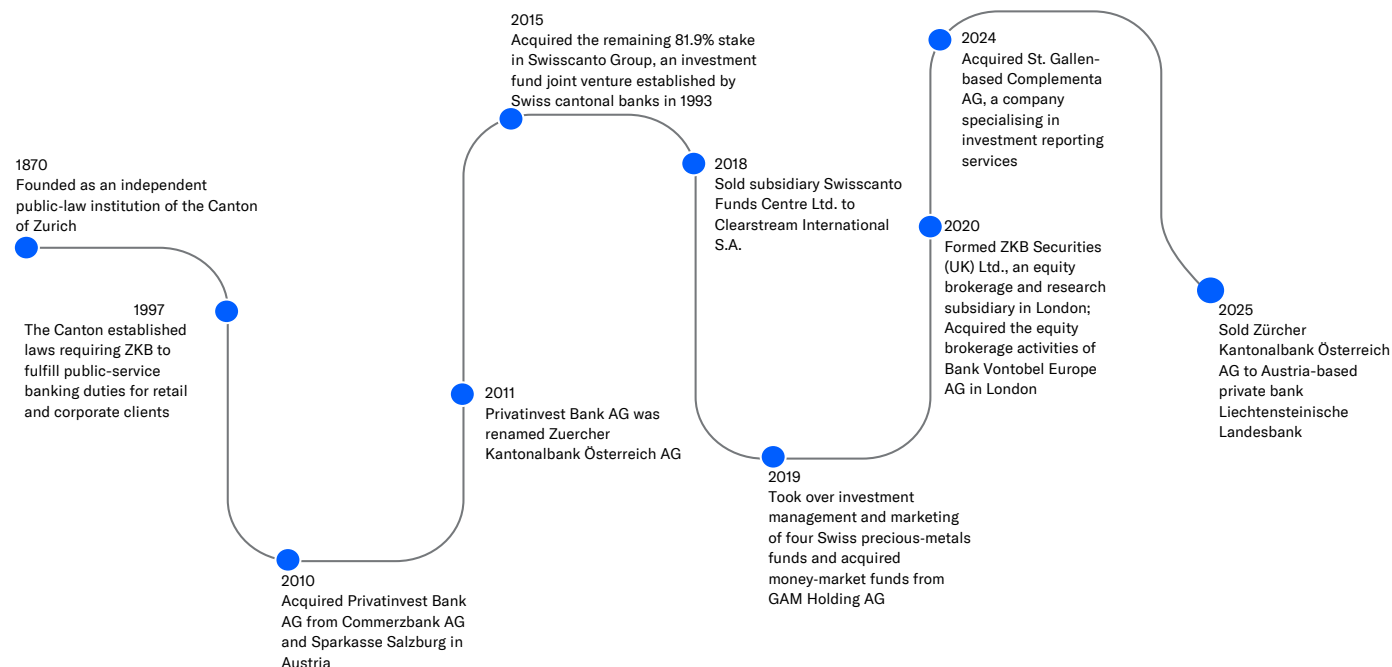 1870
Founded as an independent
public-law institution of the Canton
of Zurich
1997
The Canton established
laws requiring ZKB to
fulfill public-service
banking duties for retail
and corporate clients
2010
Acquired Privatinvest Bank
AG from Commerzbank AG
and Sparkasse Salzburg in
Austria
2011
Privatinvest Bank AG was
renamed Zuercher
Kantonalbank Österreich AG
2015
Acquired the remaining 81.9% stake
in Swisscanto Group, an investment
fund joint venture established by
Swiss cantonal banks in 1993
2018
Sold subsidiary Swisscanto
Funds Centre Ltd. to
Clearstream International
S.A.
2019
Took over investment
management and marketing
of four Swiss precious-metals
funds and acquired
money-market funds from
GAM Holding AG
2020
Formed ZKB Securities
(UK) Ltd., an equity
brokerage and research
subsidiary in London;
Acquired the equity
brokerage activities of
Bank Vontobel Europe
AG in London
2024
Acquired St. Gallen-
based Complementa
AG, a company
specialising in
investment reporting
services
2025
Sold Zürcher
Kantonalbank Österreich
AG to Austria-based
private bank
Liechtensteinische
Landesbank